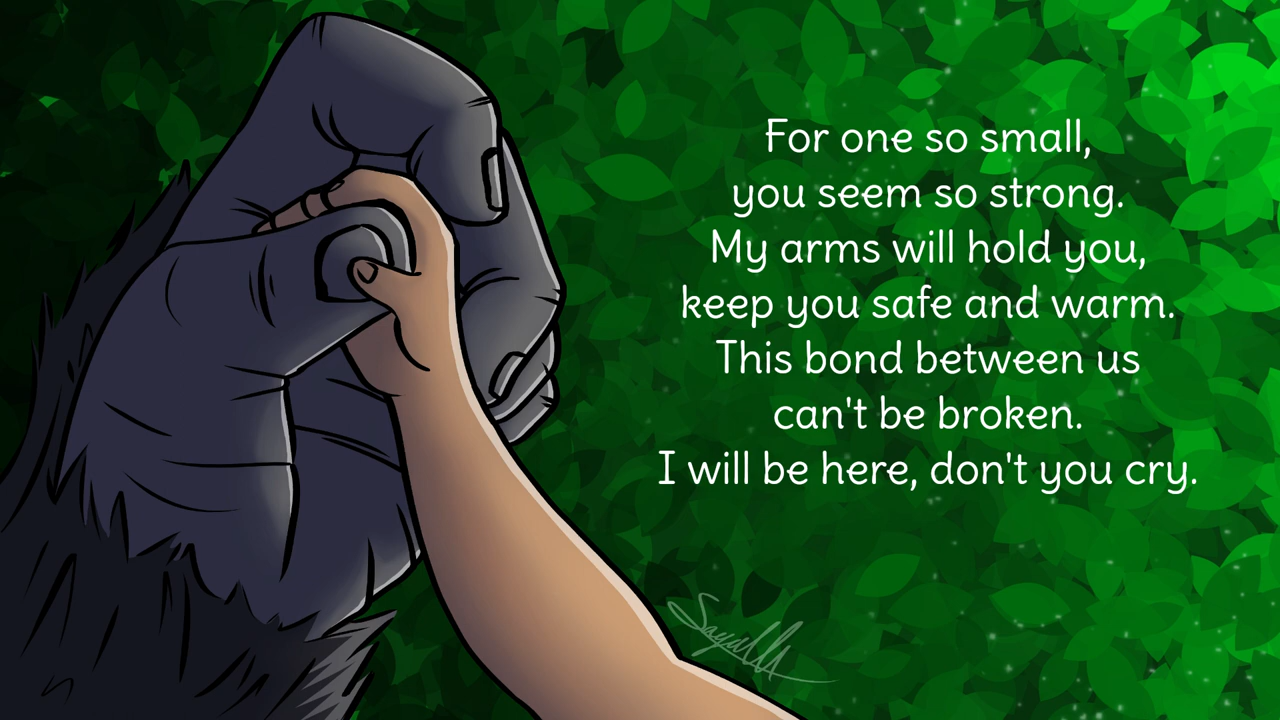 For one so small,
you seem so strong.
My arms will hold you,
keep you safe and warm.
This bond between us
can't be broken.
I will be here, don't you cry.